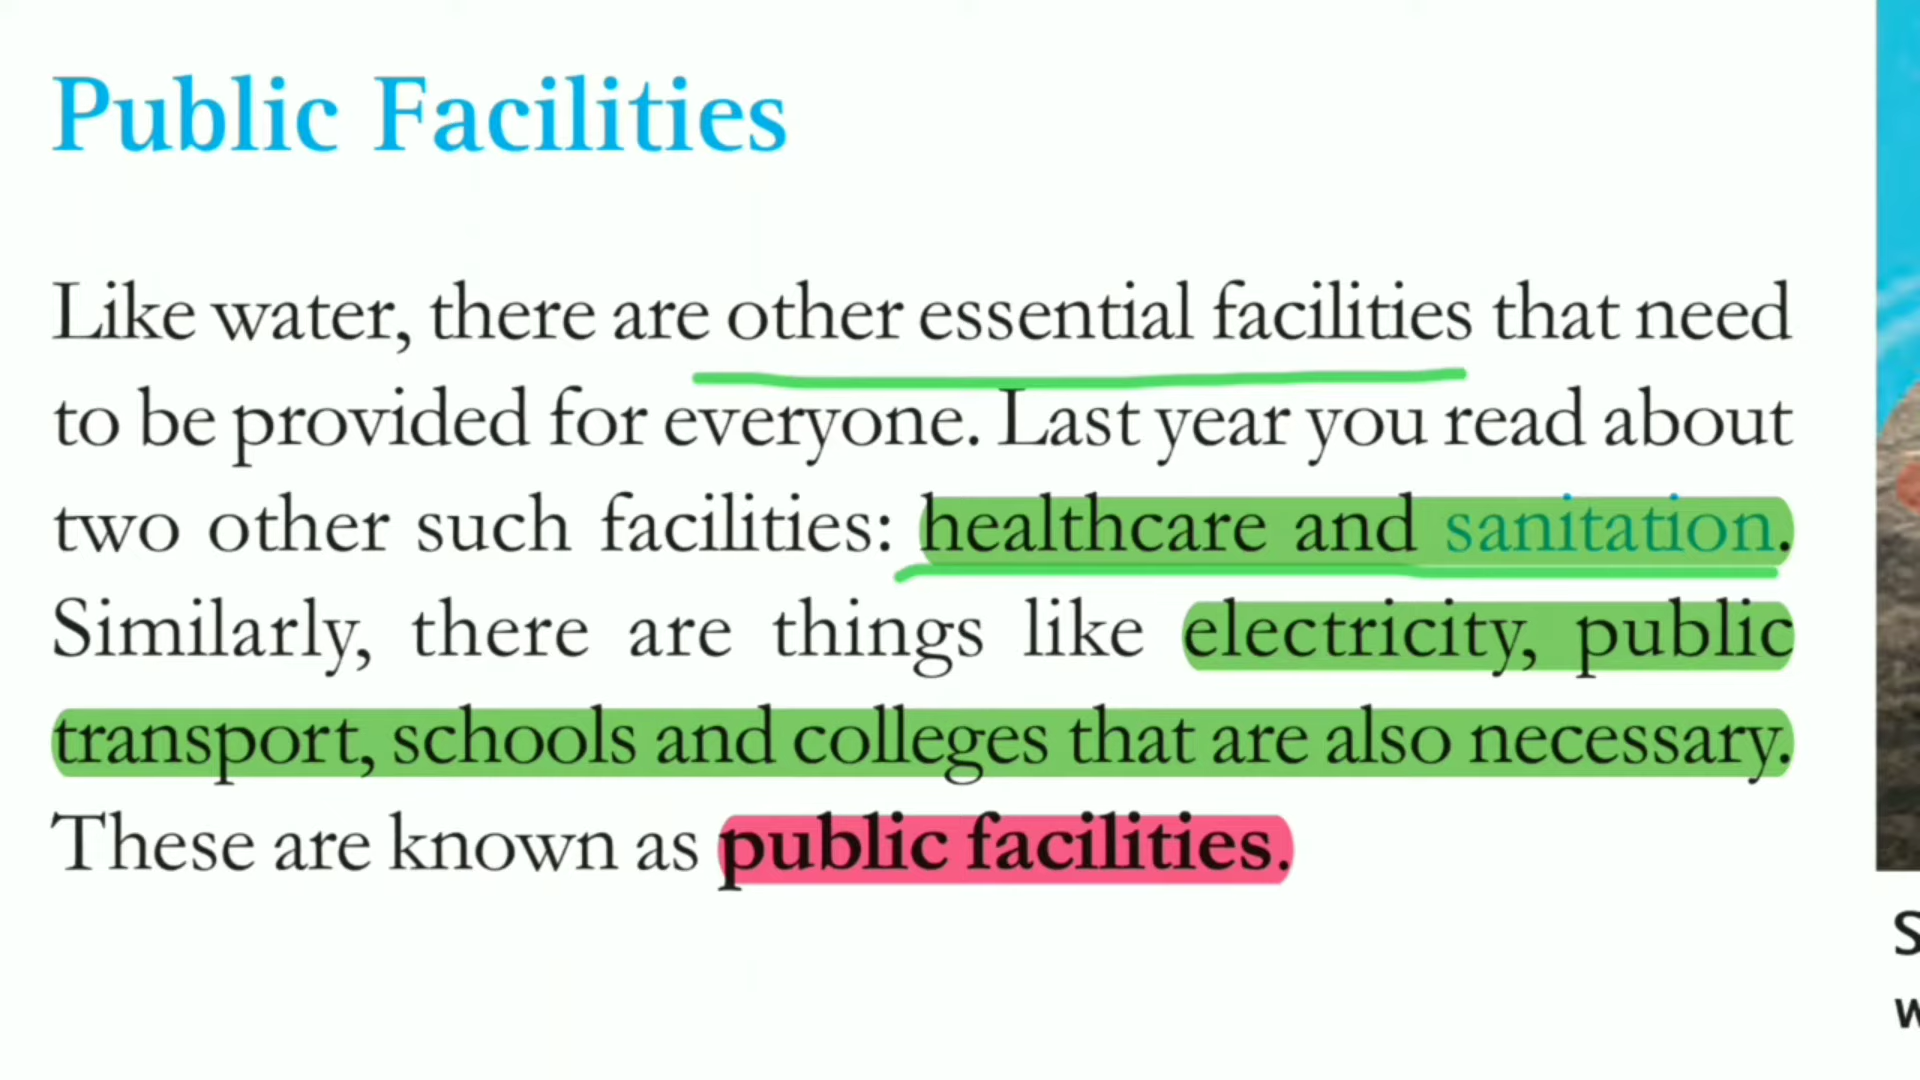 Public Facilities
Like water, there are other essential facilities that need
to be provided for everyone. Last year you read about
two other such facilities: healthcare and sanitation.
Similarly, there are things like electricity, public
transport, schools and colleges that are also necessary.
These are known as public facilities.